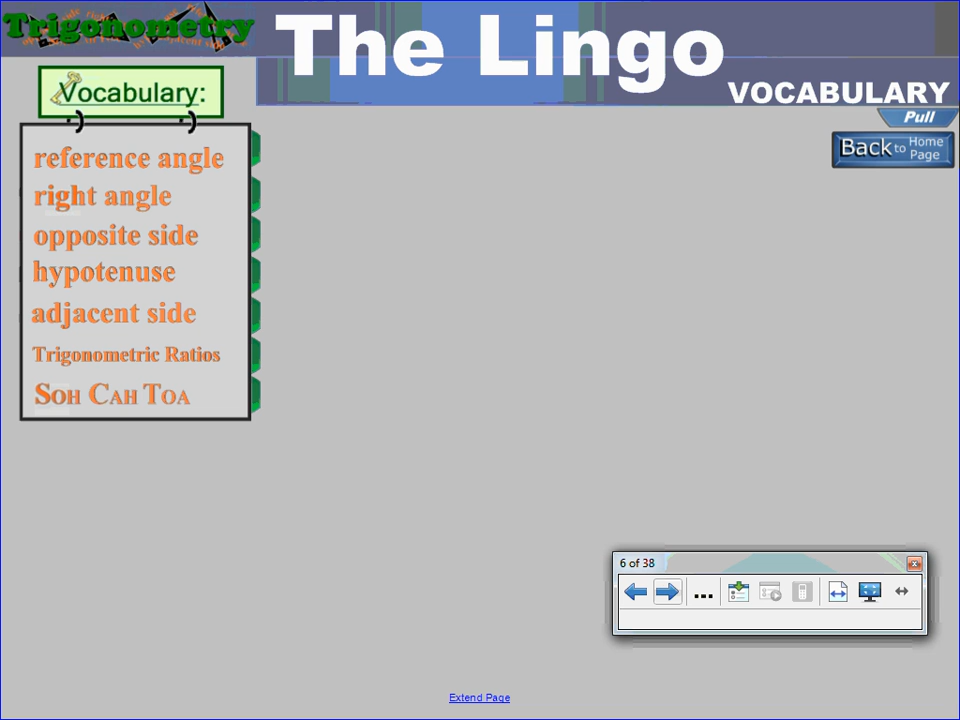 Trigonometry
The Lingo
VOCABULARY
Pull
Back to Home Page
Vocabulary:
reference angle
right angle
opposite side
hypotenuse
adjacent side
Trigonometric Ratios
SOH CAH TOA
6 of 38
...
Extend Page